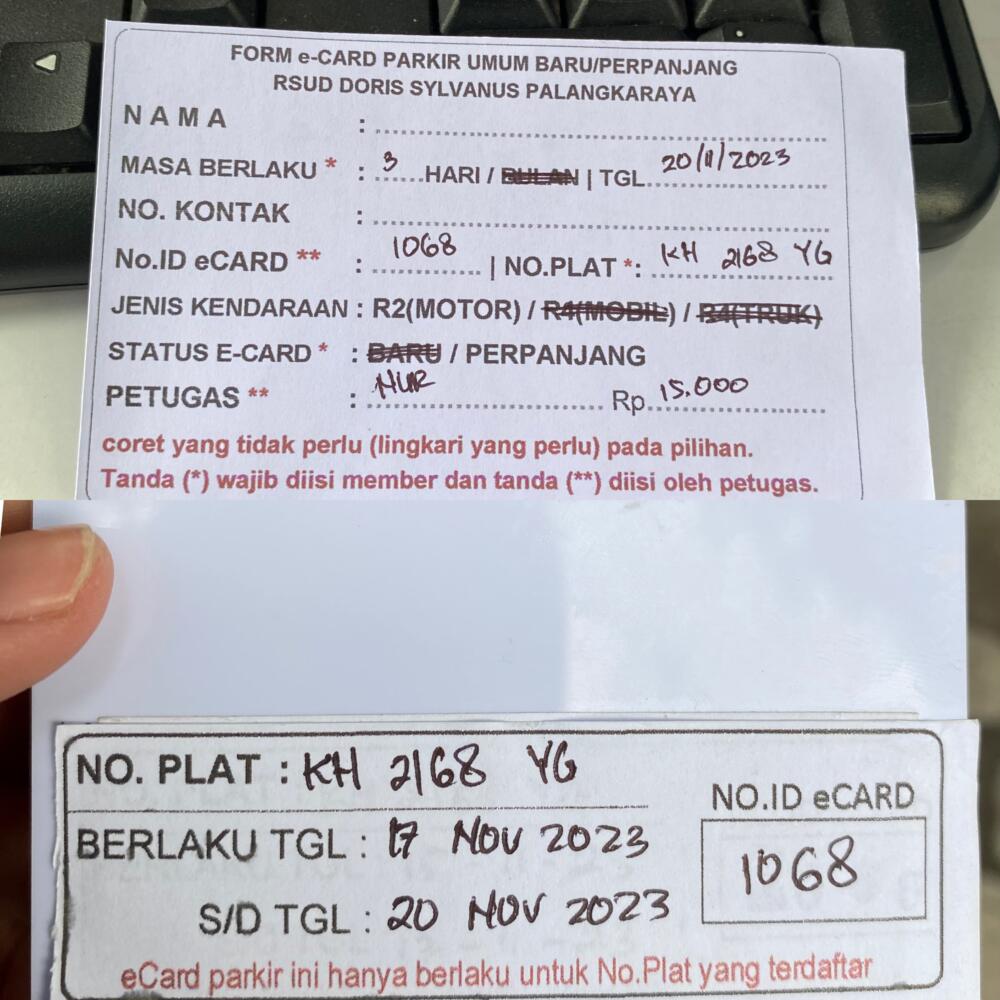 FORM e-CARD PARKIR UMUM BARU/PERPANJANG
RSUD DORIS SYLVANUS PALANGKARAYA
NAMA : ........................
MASA BERLAKU * : 3 HARI / BULAN | TGL. 20/11/2023
NO. KONTAK : ........................
No.ID eCARD ** : 1068 | NO.PLAT *: KH 2168 YG
JENIS KENDARAAN : R2(MOTOR) / R4(MOBIL) / R4(TRUK)
STATUS E-CARD * : BARU / PERPANJANG
PETUGAS ** : NUR Rp. 15.000
coret yang tidak perlu (lingkari yang perlu) pada pilihan.
Tanda (*) wajib diisi member dan tanda (**) diisi oleh petugas.
NO. PLAT : KH 2168 YG
NO.ID eCARD
BERLAKU TGL : 17 NOV 2023
1068
S/D TGL : 20 NOV 2023
eCard parkir ini hanya berlaku untuk No.Plat yang terdaftar